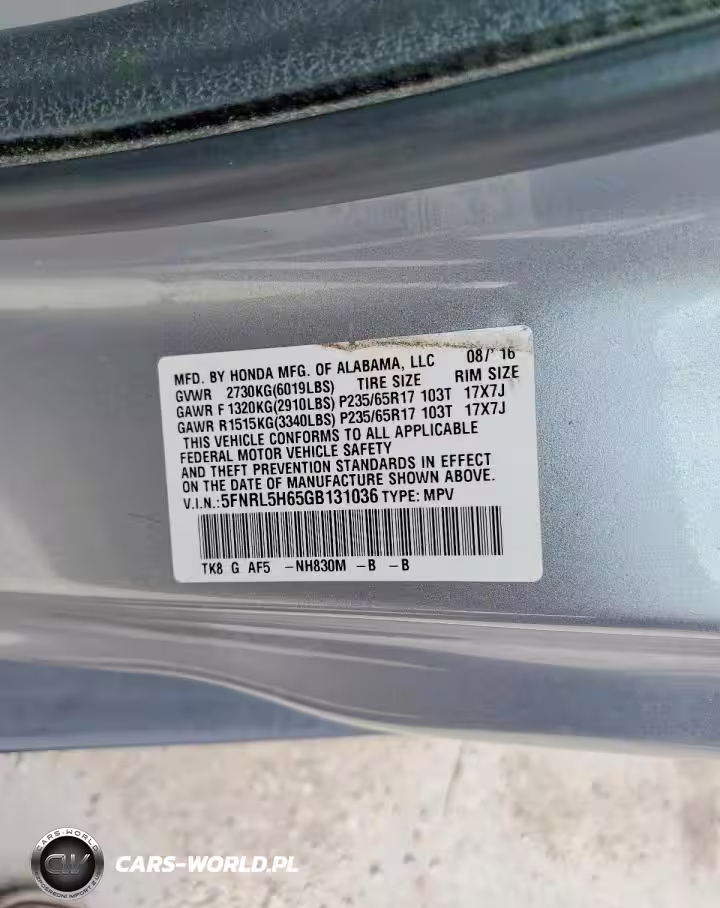 MFD. BY HONDA MFG. OF ALABAMA, LLC 08/'16
GVWR 2730KG(6019LBS) TIRE SIZE RIM SIZE
GAWR F 1320KG(2910LBS) P235/65R17 103T 17X7J
GAWR R1515KG(3340LBS) P235/65R17 103T 17X7J
THIS VEHICLE CONFORMS TO ALL APPLICABLE
FEDERAL MOTOR VEHICLE SAFETY
AND THEFT PREVENTION STANDARDS IN EFFECT
ON THE DATE OF MANUFACTURE SHOWN ABOVE.
V.I.N.:5FNRL5H65GB131036 TYPE: MPV
TK8 G AF5 -NH830M -B -B
CARS-WORLD
CW
CARS-WORLD.PL